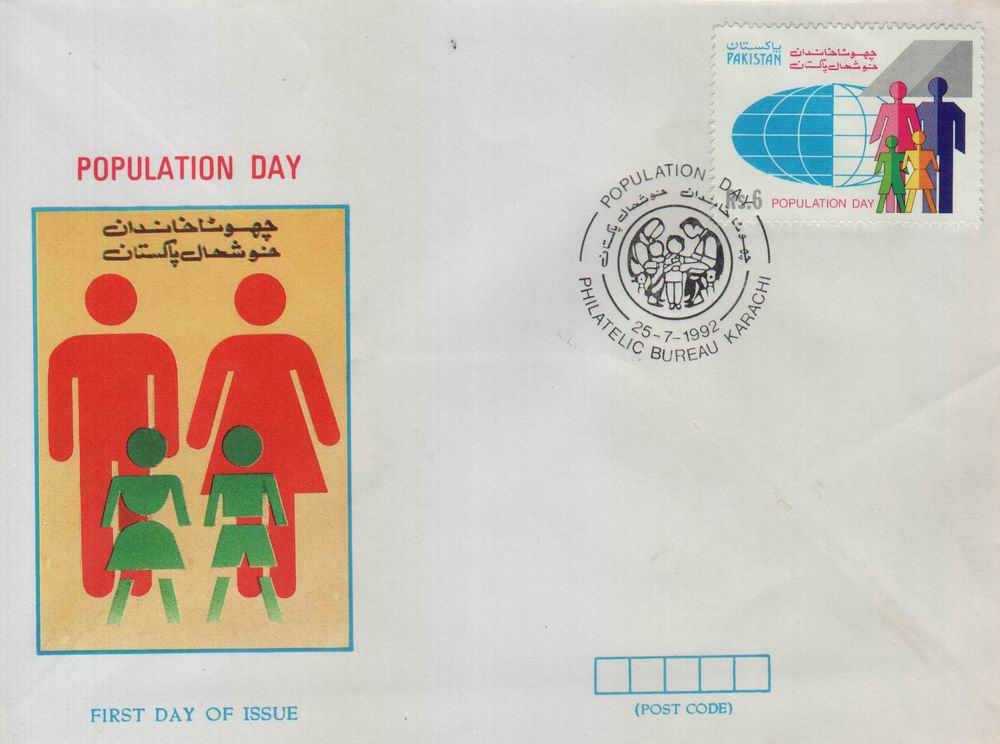 پاکستان
PAKISTAN
چھوٹا خاندان
خوشحال پاکستان
Rs.6
POPULATION DAY
POPULATION DAY
چھوٹا خاندان خوشحال پاکستان
25-7-1992
PHILATELIC BUREAU KARACHI
POPULATION DAY
چھوٹا خاندان
خوشحال پاکستان
FIRST DAY OF ISSUE
(POST CODE)